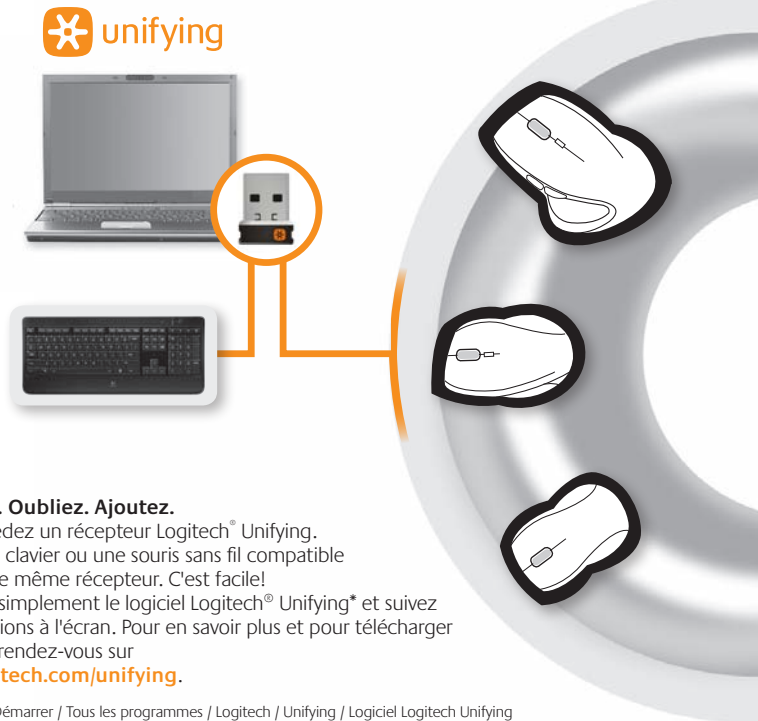 unifying
. Oubliez. Ajoutez.
dez un récepteur Logitech® Unifying.
clavier ou une souris sans fil compatible
même récepteur. C'est facile!
simplement le logiciel Logitech® Unifying* et suivez
à l'écran. Pour en savoir plus et pour télécharger
rendez-vous sur
tech.com/unifying.
Démarrer / Tous les programmes / Logitech / Unifying / Logiciel Logitech Unifying